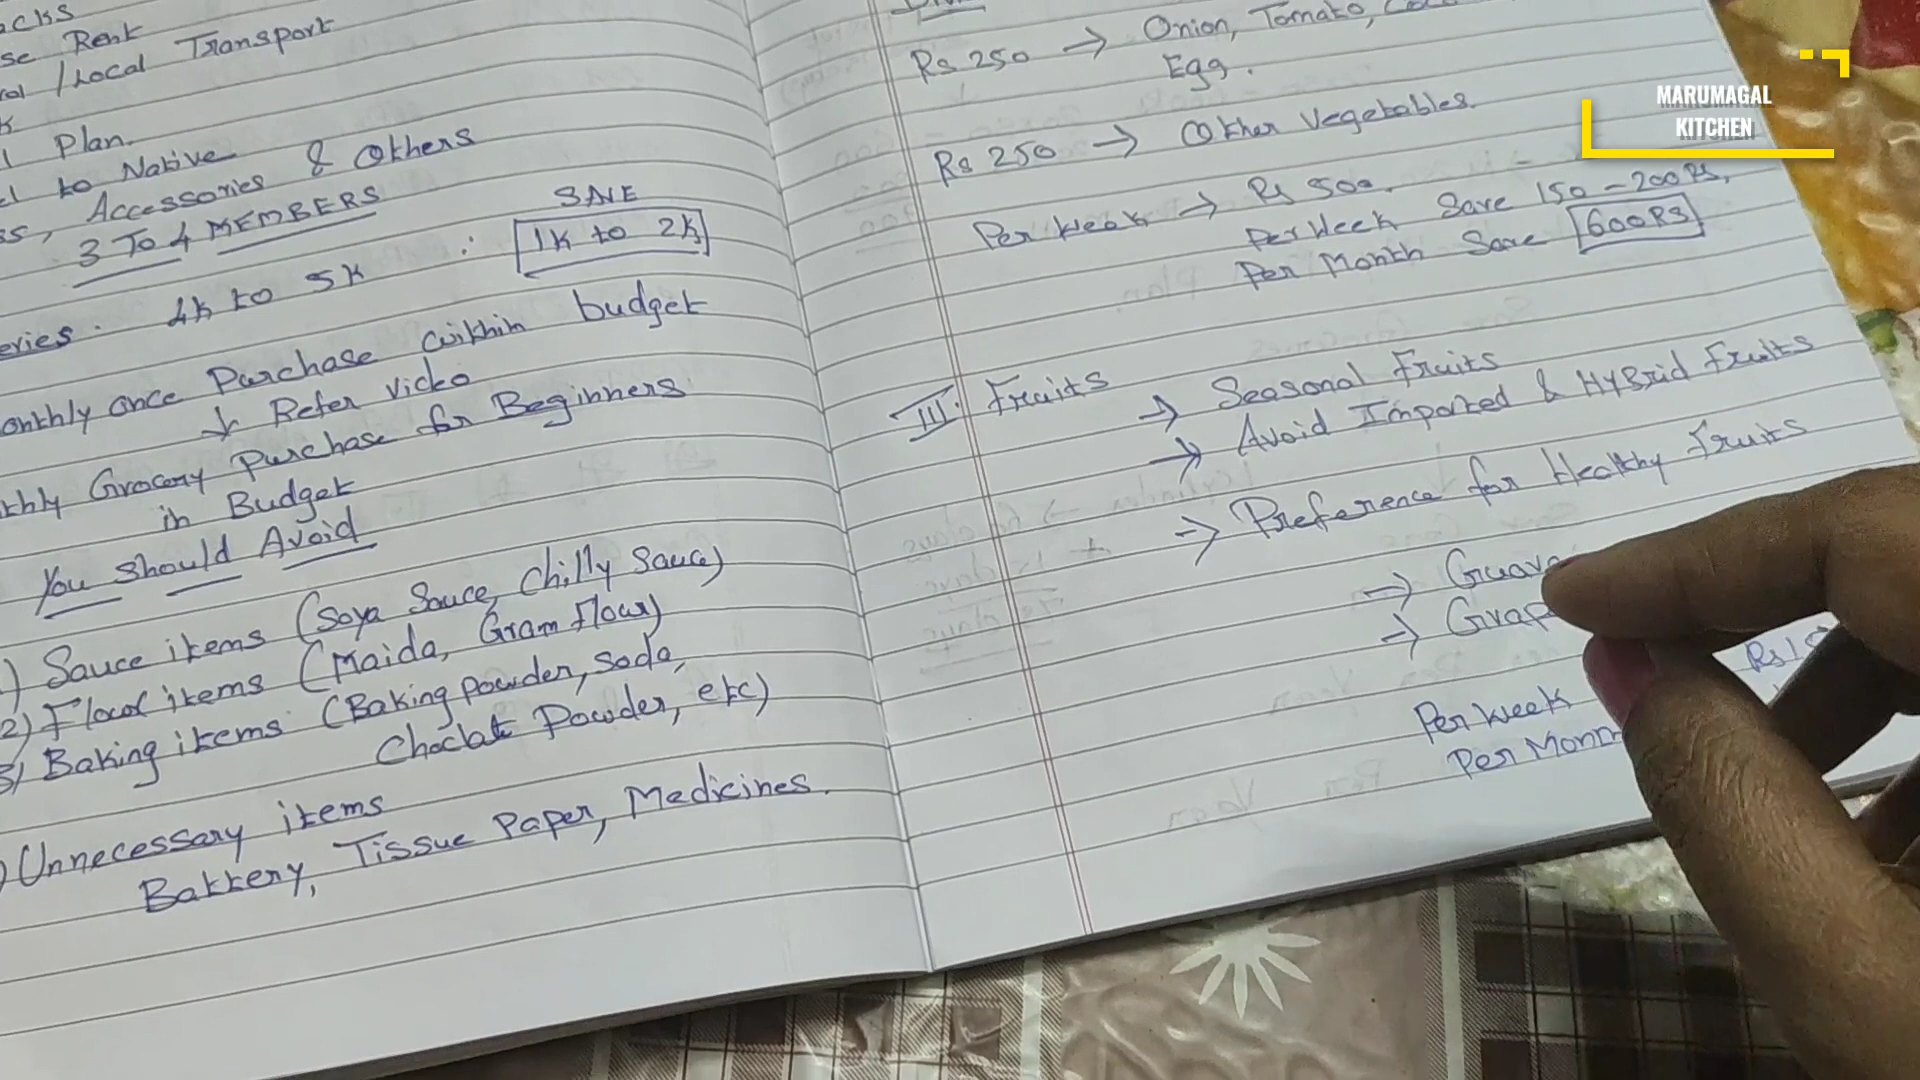 Rent
Local Transport
Plan.
to Native
Accessories & Others
3 To 4 MEMBERS
4k to 5k ∴ SAVE
1K to 2K
once Purchase within budget
Refer Video
Grocery Purchase for Beginners
in Budget
You Should Avoid
1) Sauce items (Soya Sauce, Chilly Sauce)
2) Flour items (Maida, Gram flour)
3) Baking items (Baking powder, soda,
Choclate Powder, etc)
Unnecessary items
Bakkery, Tissue Paper, Medicines.
Rs 250 → Onion, Tomato,
Egg.
Rs 250 → Other Vegetables.
Per Week → Rs 500.
Per Week Save 150 - 200 Rs,
Per Month Save 600 RS
III. Fruits
→ Seasonal Fruits
→ Avoid Imported & HyBrid Fruits
→ Preference for Healthy Fruits
→
→
Per Week
Per Month
MARUMAGAL
KITCHEN